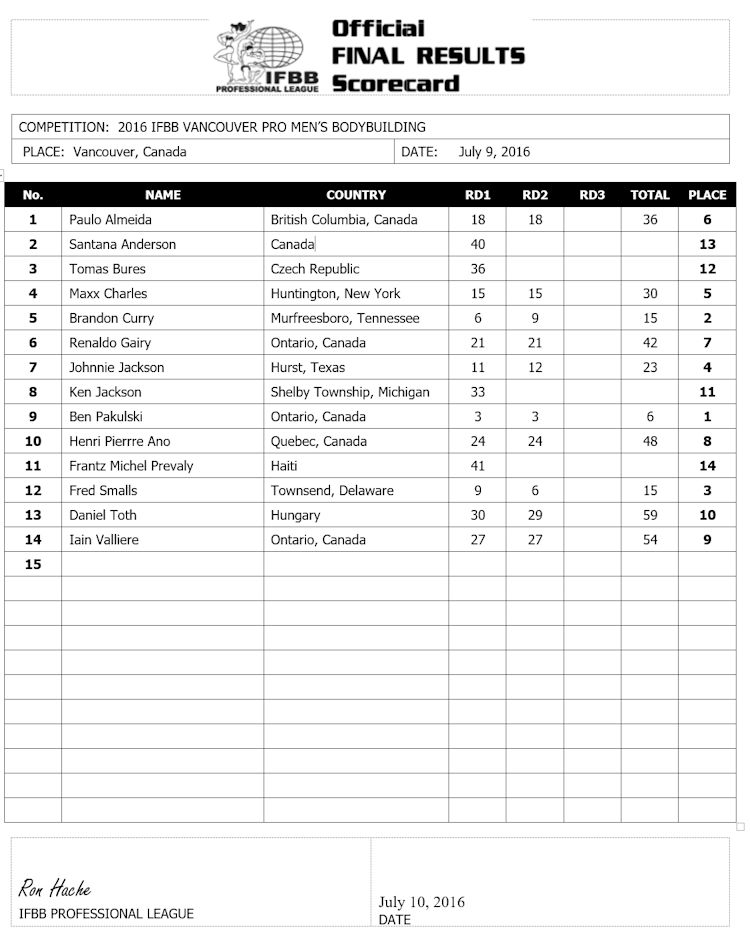 IFBB
PROFESSIONAL LEAGUE
Official
FINAL RESULTS
Scorecard
COMPETITION: 2016 IFBB VANCOUVER PRO MEN'S BODYBUILDING
PLACE: Vancouver, Canada DATE: July 9, 2016
No. NAME COUNTRY RD1 RD2 RD3 TOTAL PLACE
1 Paulo Almeida British Columbia, Canada 18 18 36 6
2 Santana Anderson Canada 40 13
3 Tomas Bures Czech Republic 36 12
4 Maxx Charles Huntington, New York 15 15 30 5
5 Brandon Curry Murfreesboro, Tennessee 6 9 15 2
6 Renaldo Gairy Ontario, Canada 21 21 42 7
7 Johnnie Jackson Hurst, Texas 11 12 23 4
8 Ken Jackson Shelby Township, Michigan 33 11
9 Ben Pakulski Ontario, Canada 3 3 6 1
10 Henri Pierrre Ano Quebec, Canada 24 24 48 8
11 Frantz Michel Prevaly Haiti 41 14
12 Fred Smalls Townsend, Delaware 9 6 15 3
13 Daniel Toth Hungary 30 29 59 10
14 Iain Valliere Ontario, Canada 27 27 54 9
15
Ron Hache
IFBB PROFESSIONAL LEAGUE
July 10, 2016
DATE